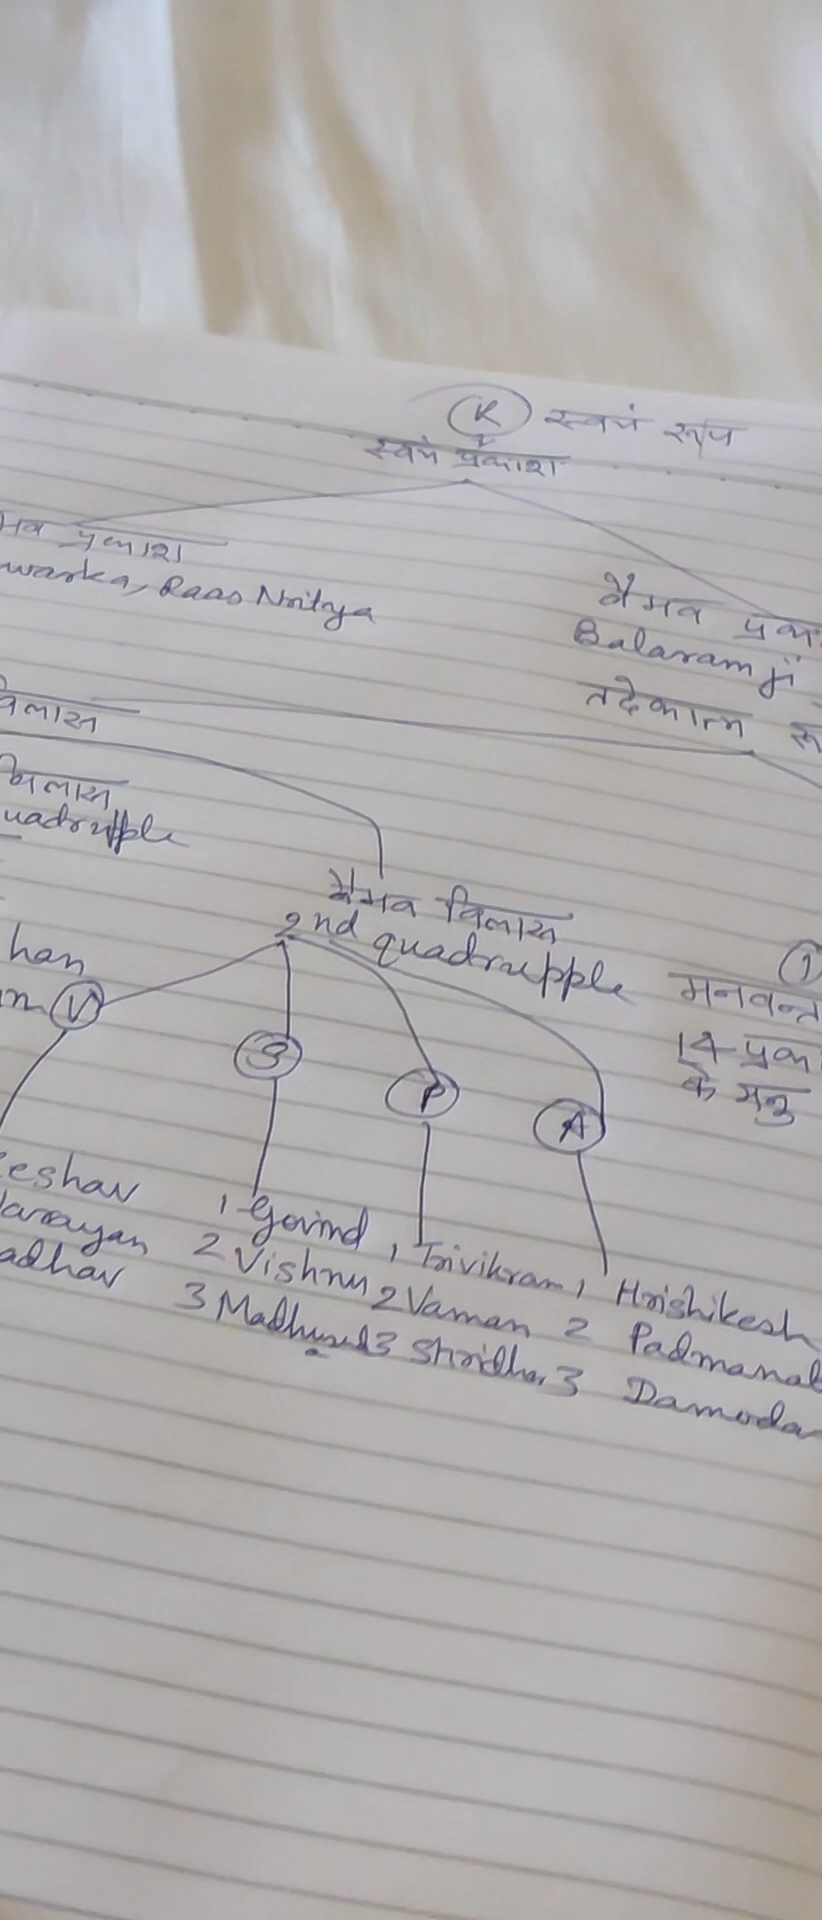 K स्वयं रूप
स्वयं प्रकाश
भव प्रकाश
warka, Raas Nritya
वैभव प्रका
Balaram ji
तदेकात्म रू
विलास
विलास
uadrupple
वैभव विलास
2nd quadrupple
han
V
S
P
A
1
मनवन्त
14 प्रका
के मनु
eshav
arayan
adhav
1 Govind
2 Vishnu
3 Madhusud
1 Trivikram
2 Vaman
3 Shridhar
1 Hrishikesh
2 Padmanab
3 Damoda